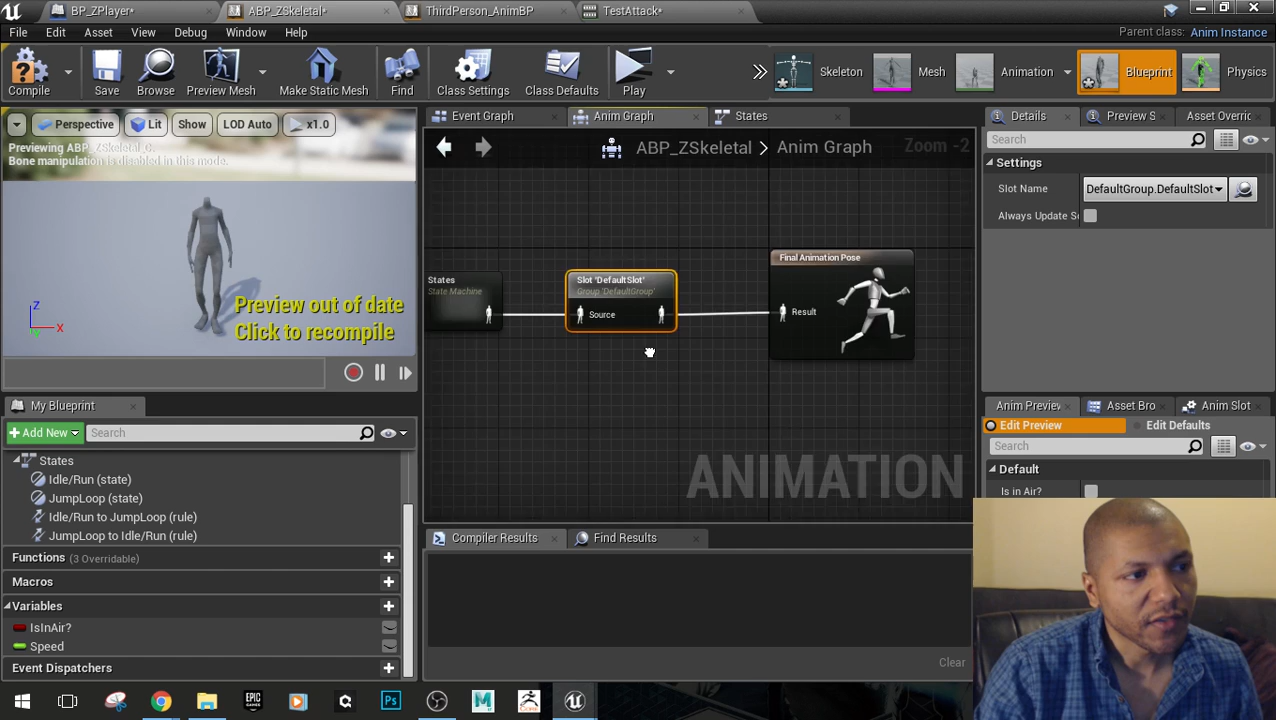 BP_ZPlayer*
ABP_ZSkeletal*
ThirdPerson_AnimBP
TestAttack*
File Edit Asset View Debug Window Help
Parent class: Anim Instance
Compile
Save
Browse
Preview Mesh
Make Static Mesh
Find
Class Settings
Class Defaults
Play
Skeleton
Mesh
Animation
Blueprint
Physics
Perspective
Lit
Show
LOD Auto
x1.0
Previewing ABP_ZSkeletal_C.
Bone manipulation is disabled in this mode.
Preview out of date
Click to recompile
Z
X
Event Graph
Anim Graph
States
ABP_ZSkeletal > Anim Graph
Zoom -2
States
State Machine
Slot 'DefaultSlot'
Group 'DefaultGroup'
Source
Final Animation Pose
Result
ANIMATION
Details
Preview S
Asset Overric
Search
Settings
Slot Name
DefaultGroup.DefaultSlot
Always Update S
My Blueprint
Add New
Search
States
Idle/Run (state)
JumpLoop (state)
Idle/Run to JumpLoop (rule)
JumpLoop to Idle/Run (rule)
Functions (3 Overridable)
Macros
Variables
IsInAir?
Speed
Event Dispatchers
Compiler Results
Find Results
Clear
Anim Preview
Asset Bro
Anim Slot
Edit Preview
Edit Defaults
Search
Default
Is in Air?
EPIC
GAMES
Ps
M